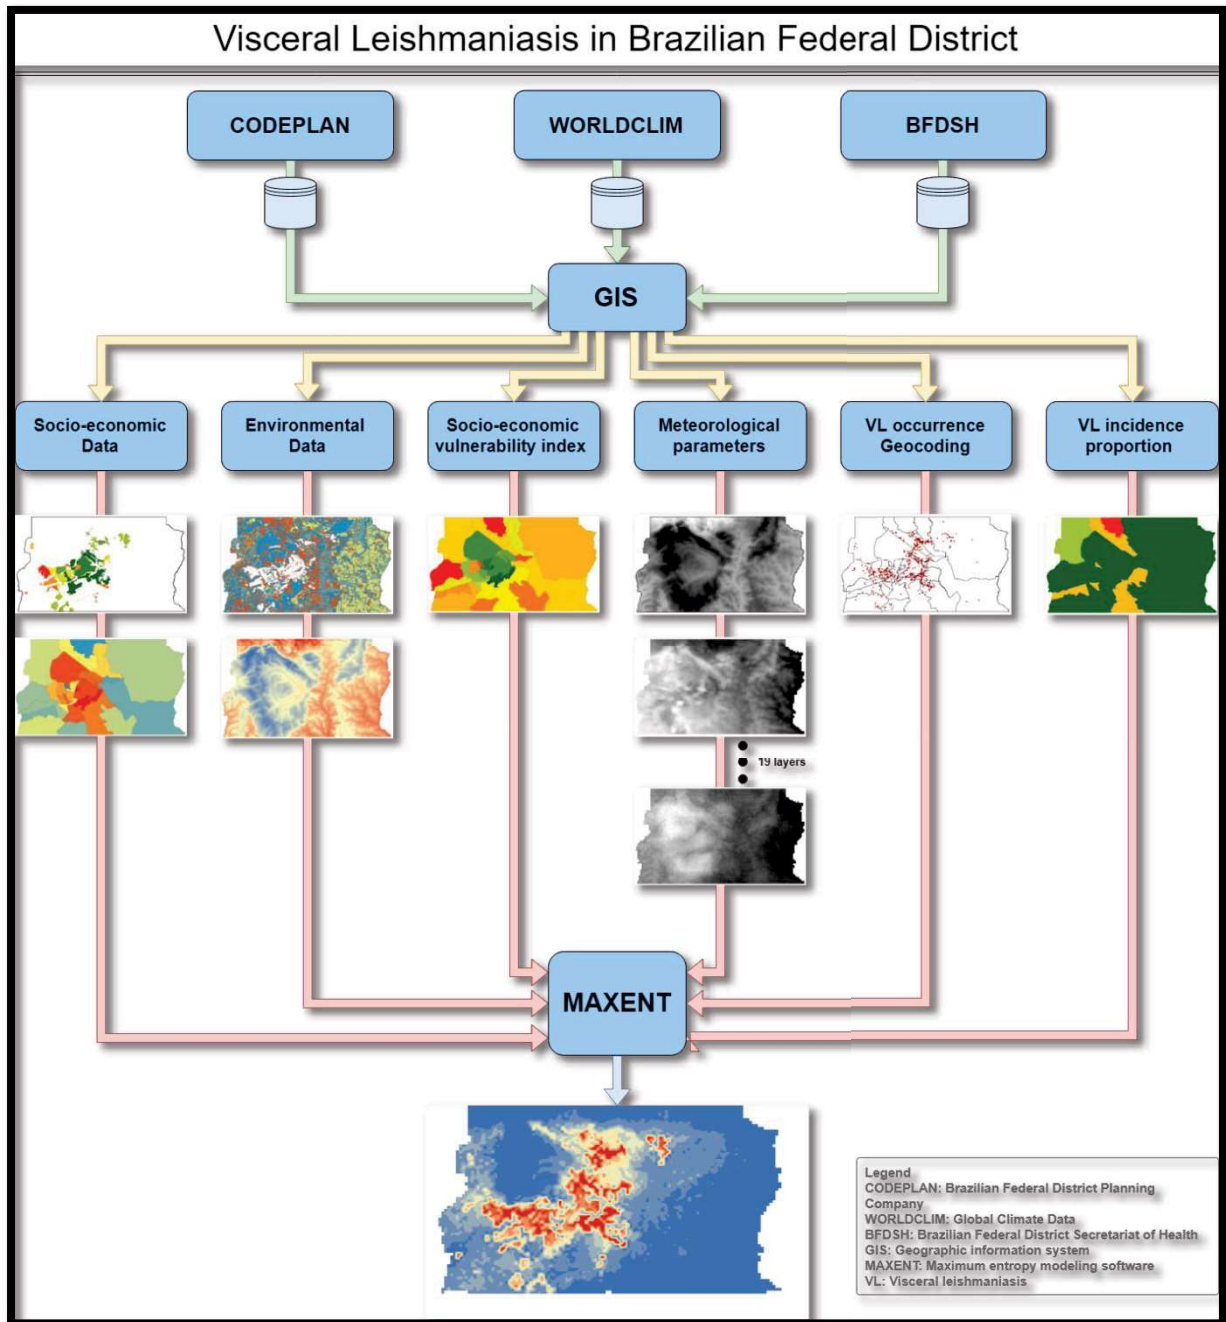 Visceral Leishmaniasis in Brazilian Federal District
CODEPLAN
WORLDCLIM
BFDSH
GIS
Socio-economic
Data
Environmental
Data
Socio-economic
vulnerability index
Meteorological
parameters
VL occurrence
Geocoding
VL incidence
proportion
19 layers
MAXENT
Legend
CODEPLAN: Brazilian Federal District Planning
Company
WORLDCLIM: Global Climate Data
BFDSH: Brazilian Federal District Secretariat of Health
GIS: Geographic information system
MAXENT: Maximum entropy modeling software
VL: Visceral leishmaniasis